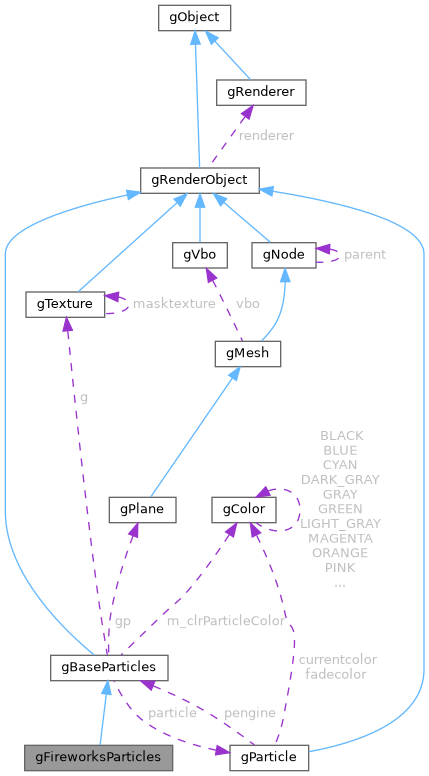 gObject
gRenderer
renderer
gRenderObject
gVbo
gNode
parent
gTexture
masktexture
vbo
gMesh
g
BLACK
BLUE
CYAN
DARK_GRAY
GRAY
GREEN
LIGHT_GRAY
MAGENTA
ORANGE
PINK
...
gPlane
gColor
gp
m_clrParticleColor
gBaseParticles
currentcolor
fadecolor
particle
pengine
gFireworksParticles
gParticle